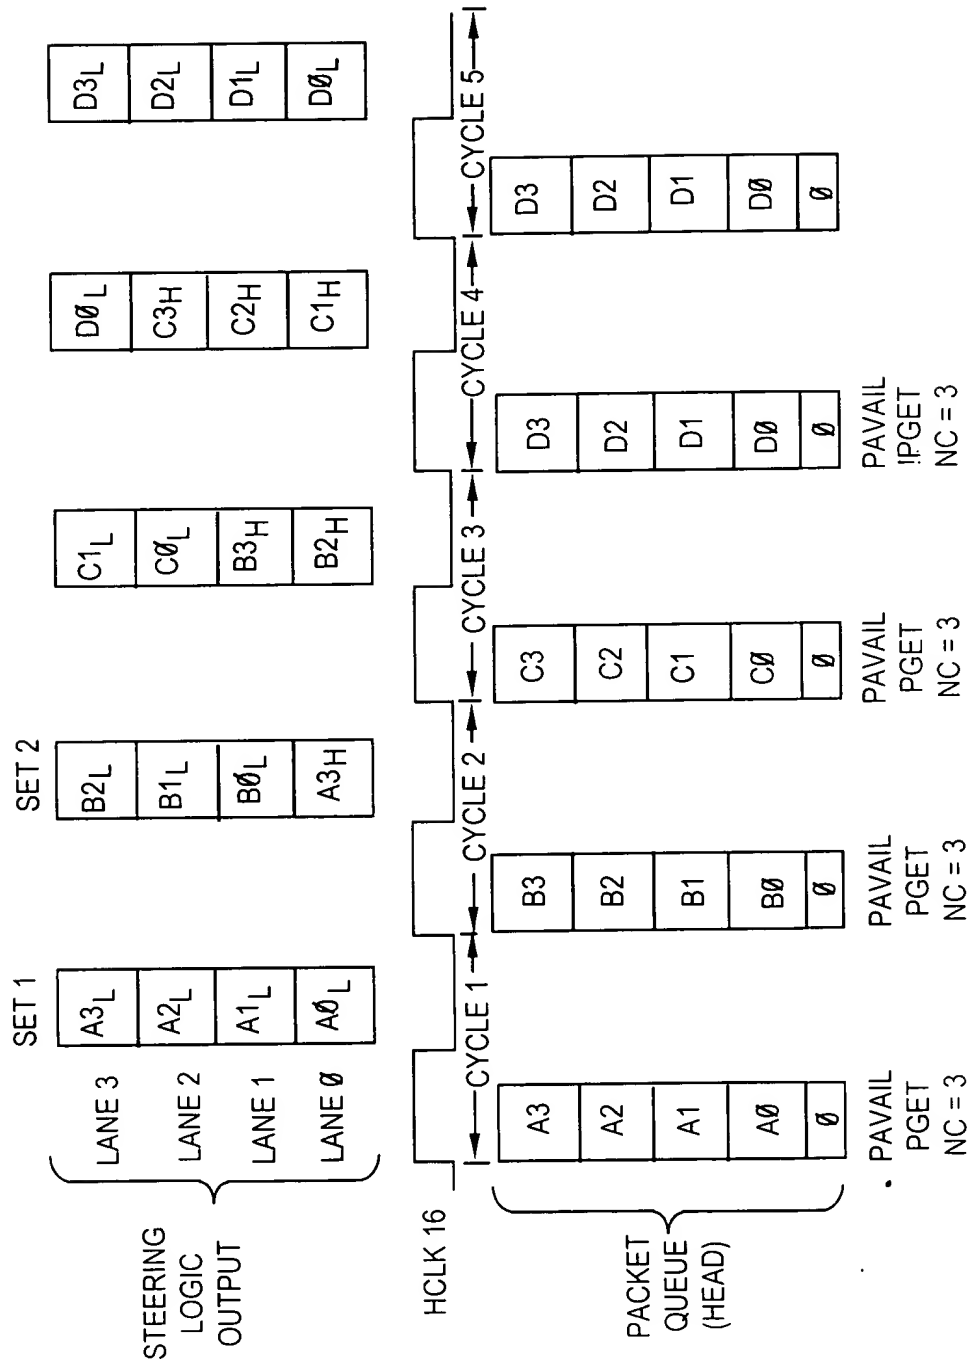 SET 1
SET 2
STEERING
LOGIC
OUTPUT
LANE 3
LANE 2
LANE 1
LANE Ø
A3L
A2L
A1L
AØL
B2L
B1L
BØL
A3H
C1L
CØL
B3H
B2H
DØL
C3H
C2H
C1H
D3L
D2L
D1L
DØL
HCLK 16
CYCLE 1
CYCLE 2
CYCLE 3
CYCLE 4
CYCLE 5
PACKET
QUEUE
(HEAD)
A3
A2
A1
AØ
Ø
B3
B2
B1
BØ
Ø
C3
C2
C1
CØ
Ø
D3
D2
D1
DØ
Ø
D3
D2
D1
DØ
Ø
PAVAIL
PGET
NC = 3
PAVAIL
PGET
NC = 3
PAVAIL
PGET
NC = 3
PAVAIL
!PGET
NC = 3